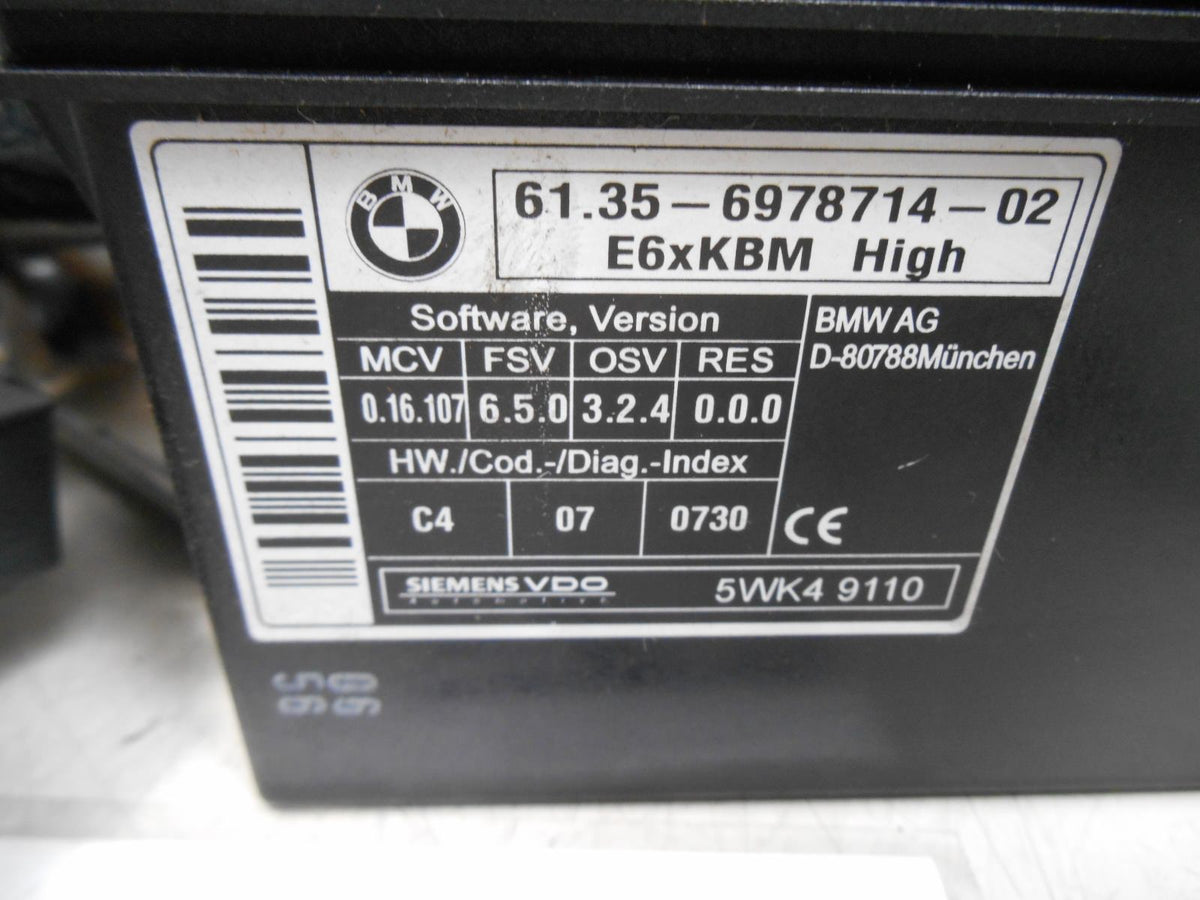 BMW
61.35-6978714-02
E6xKBM High
Software, Version
MCV FSV OSV RES
0.16.107 6.5.0 3.2.4 0.0.0
HW./Cod.-/Diag.-Index
C4 07 0730
BMW AG
D-80788München
CE
SIEMENS VDO
Automotive
5WK4 9110